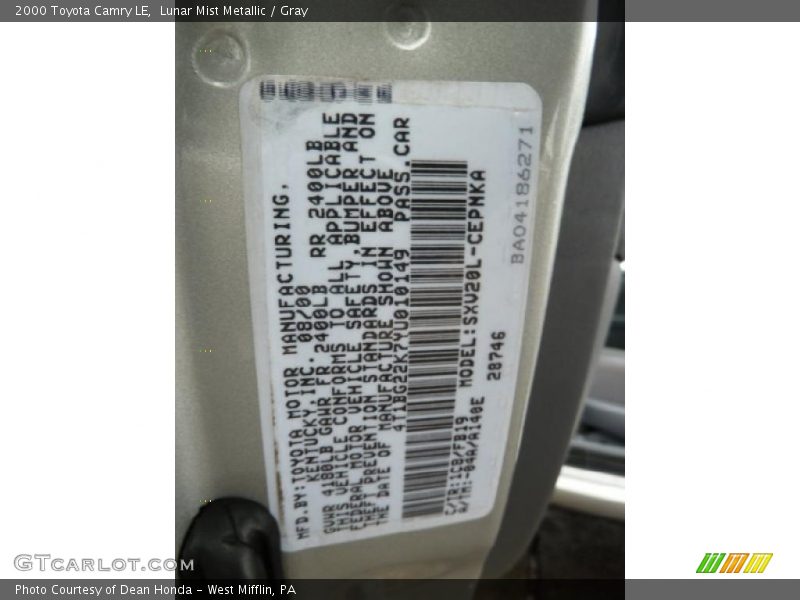 2000 Toyota Camry LE, Lunar Mist Metallic / Gray
MFD.BY:TOYOTA MOTOR MANUFACTURING,
KENTUCKY,INC. 08/00
GVWR 4180LB GAWR FR 2400LB RR 2400LB
THIS VEHICLE CONFORMS TO ALL APPLICABLE
FEDERAL MOTOR VEHICLE SAFETY,BUMPER AND
THEFT PREVENTION STANDARDS IN EFFECT ON
THE DATE OF MANUFACTURE SHOWN ABOVE
4T1BG22K7YU010149 PASS.CAR
C/TR:1C8/FB19 MODEL:SXV20L-CEPNKA
G/TM:-04A/A140E 28746
BA04186271
GTCarlot.com
Photo Courtesy of Dean Honda - West Mifflin, PA